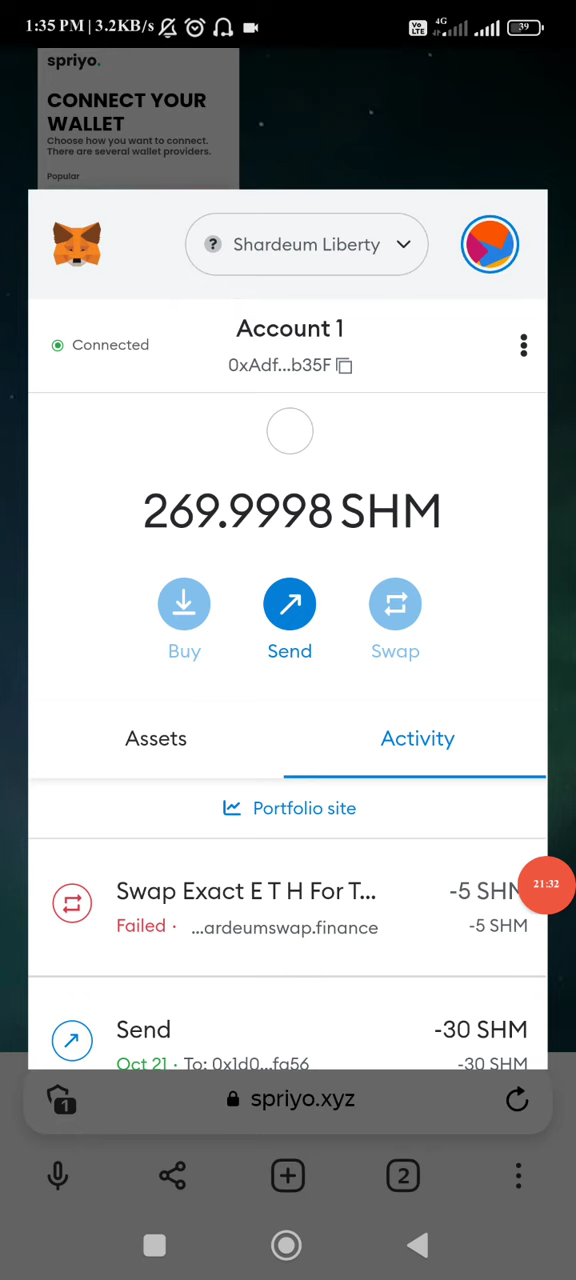 1:35 PM | 3.2KB/s
Vo LTE 4G 39
spriyo.
CONNECT YOUR
WALLET
Choose how you want to connect.
There are several wallet providers.
Popular
? Shardeum Liberty
Connected
Account 1
0xAdf...b35F
269.9998 SHM
Buy Send Swap
Assets Activity
Portfolio site
Swap Exact E T H For T... -5 SHM
21:32
Failed · ...ardeumswap.finance -5 SHM
Send -30 SHM
Oct 21 · To: 0x1d0...fa56 -30 SHM
1 spriyo.xyz
2